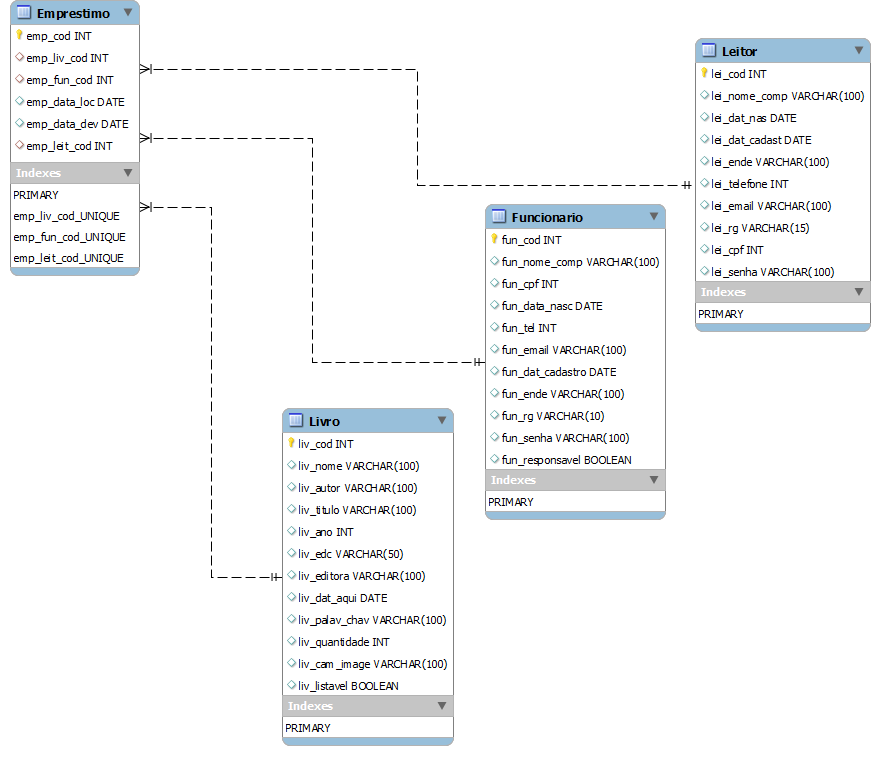 Emprestimo
emp_cod INT
emp_liv_cod INT
emp_fun_cod INT
emp_data_loc DATE
emp_data_dev DATE
emp_leit_cod INT
Indexes
PRIMARY
emp_liv_cod_UNIQUE
emp_fun_cod_UNIQUE
emp_leit_cod_UNIQUE
Leitor
lei_cod INT
lei_nome_comp VARCHAR(100)
lei_dat_nas DATE
lei_dat_cadast DATE
lei_ende VARCHAR(100)
lei_telefone INT
lei_email VARCHAR(100)
lei_rg VARCHAR(15)
lei_cpf INT
lei_senha VARCHAR(100)
Indexes
PRIMARY
Funcionario
fun_cod INT
fun_nome_comp VARCHAR(100)
fun_cpf INT
fun_data_nasc DATE
fun_tel INT
fun_email VARCHAR(100)
fun_dat_cadastro DATE
fun_ende VARCHAR(100)
fun_rg VARCHAR(10)
fun_senha VARCHAR(100)
fun_responsavel BOOLEAN
Indexes
PRIMARY
Livro
liv_cod INT
liv_nome VARCHAR(100)
liv_autor VARCHAR(100)
liv_titulo VARCHAR(100)
liv_ano INT
liv_edc VARCHAR(50)
liv_editora VARCHAR(100)
liv_dat_aqui DATE
liv_palav_chav VARCHAR(100)
liv_quantidade INT
liv_cam_image VARCHAR(100)
liv_listavel BOOLEAN
Indexes
PRIMARY